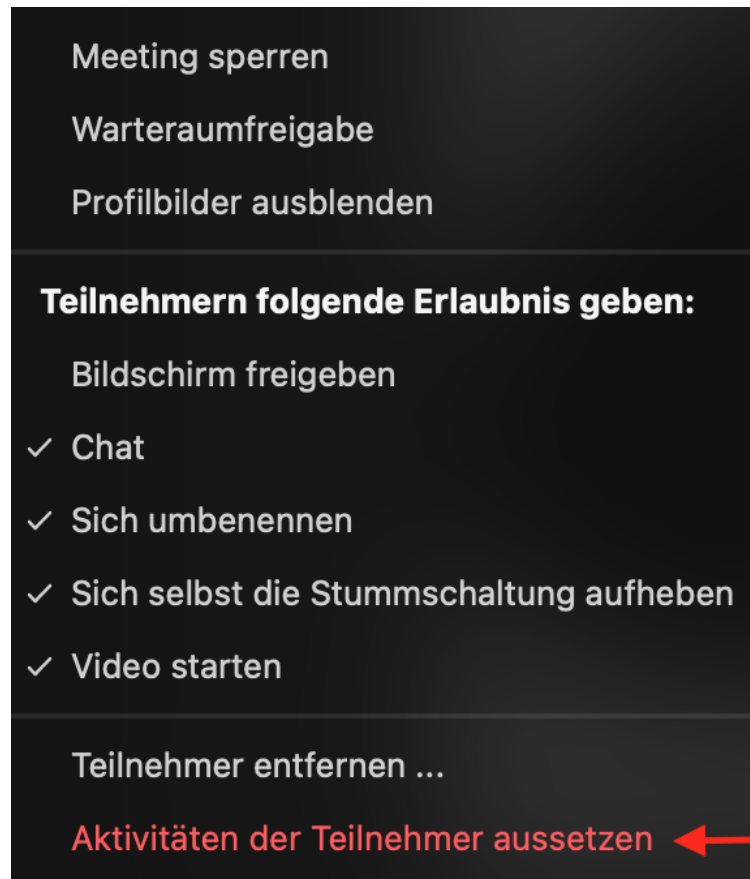 Meeting sperren
Warteraumfreigabe
Profilbilder ausblenden
Teilnehmern folgende Erlaubnis geben:
Bildschirm freigeben
Chat
Sich umbenennen
Sich selbst die Stummschaltung aufheben
Video starten
Teilnehmer entfernen ...
Aktivitäten der Teilnehmer aussetzen